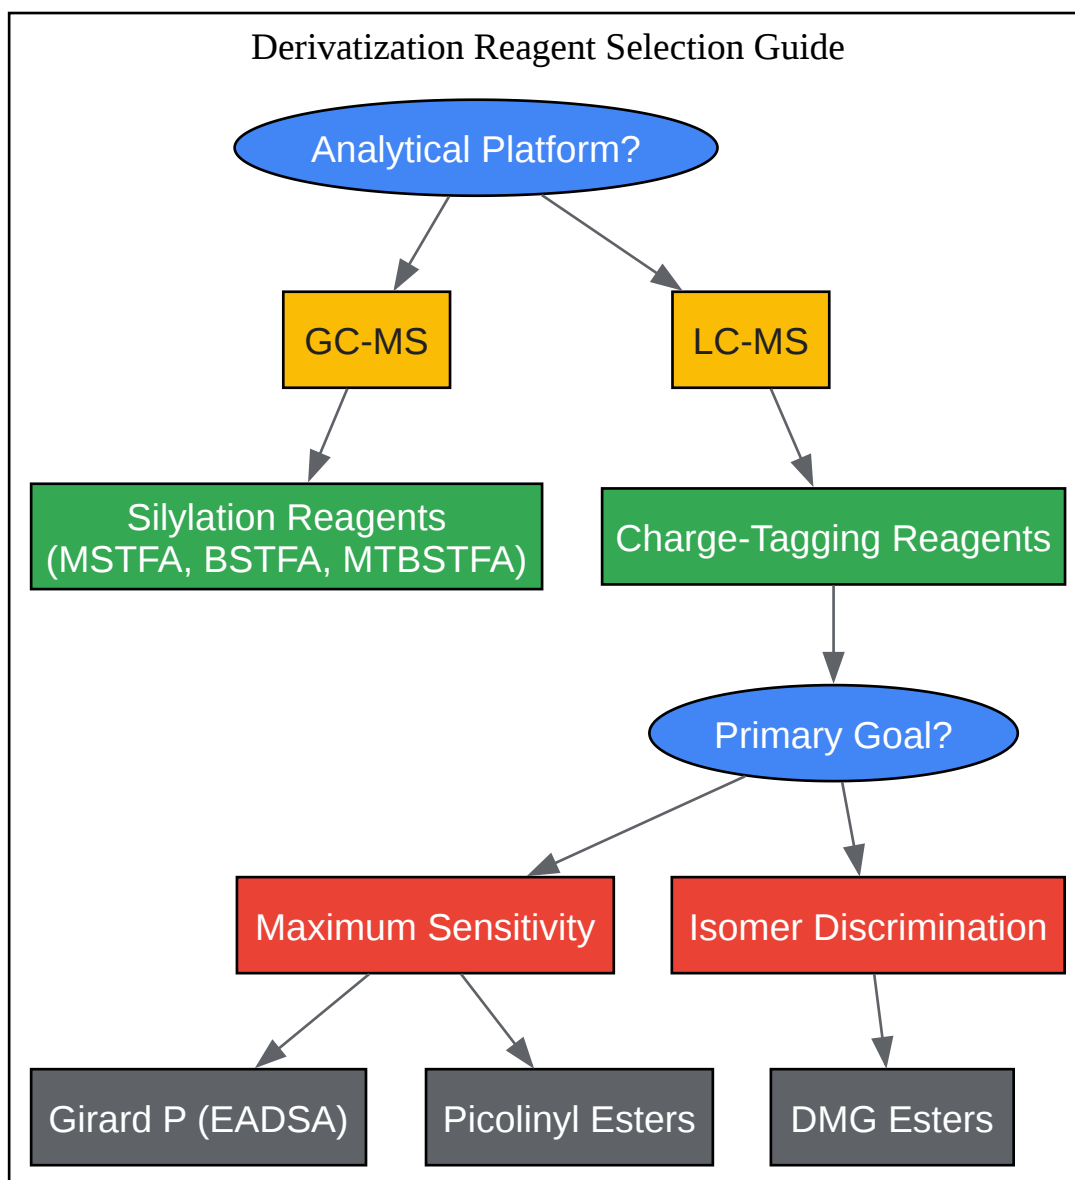 Derivatization Reagent Selection Guide
Analytical Platform?
GC-MS
LC-MS
Silylation Reagents
(MSTFA, BSTFA, MTBSTFA)
Charge-Tagging Reagents
Primary Goal?
Maximum Sensitivity
Isomer Discrimination
Girard P (EADSA)
Picolinyl Esters
DMG Esters